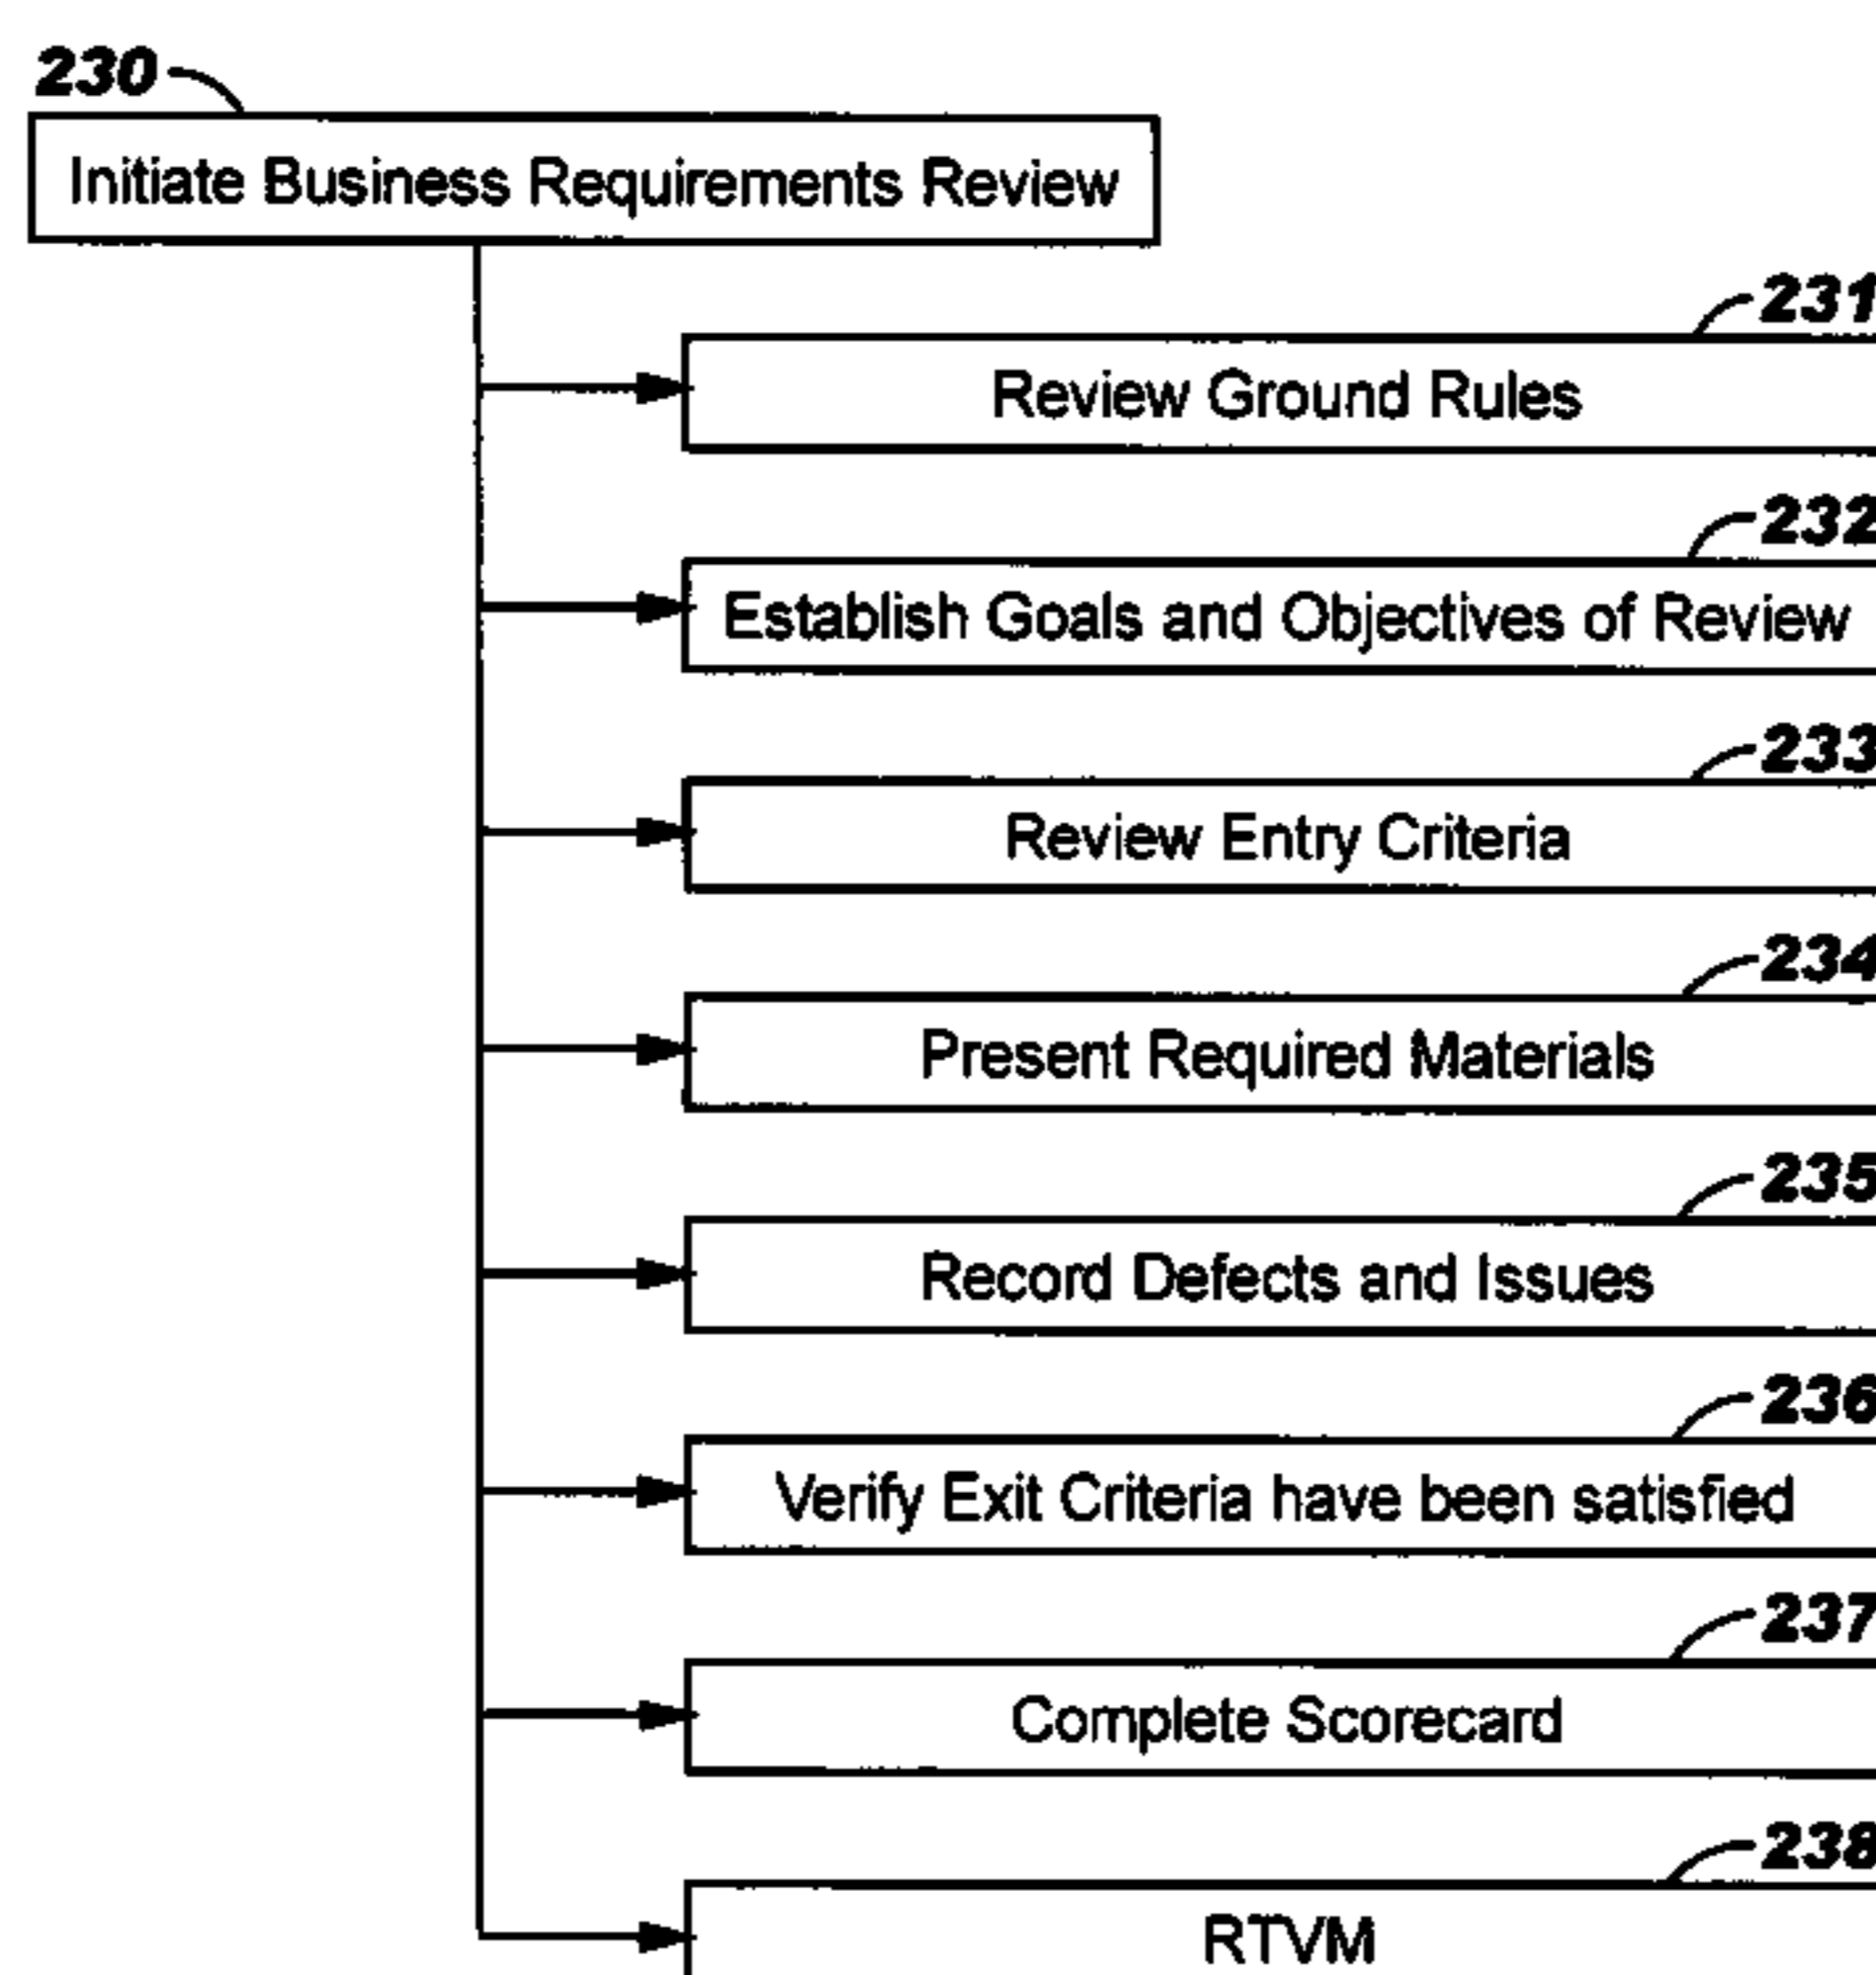 230
Initiate Business Requirements Review
231
Review Ground Rules
232
Establish Goals and Objectives of Review
233
Review Entry Criteria
234
Present Required Materials
235
Record Defects and Issues
236
Verify Exit Criteria have been satisfied
237
Complete Scorecard
238
RTVM